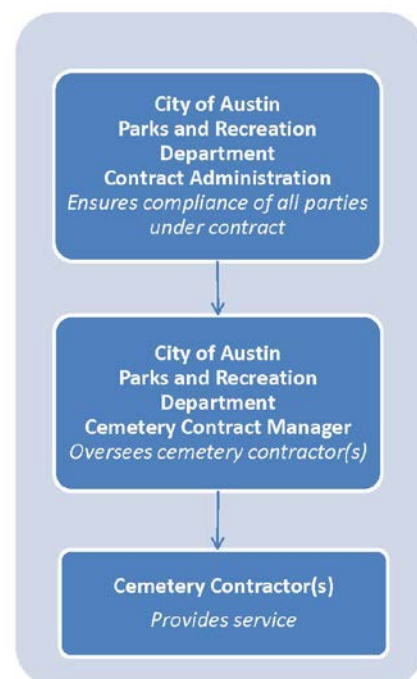 City of Austin
Parks and Recreation
Department
Contract Administration
Ensures compliance of all parties
under contract
City of Austin
Parks and Recreation
Department
Cemetery Contract Manager
Oversees cemetery contractor(s)
Cemetery Contractor(s)
Provides service